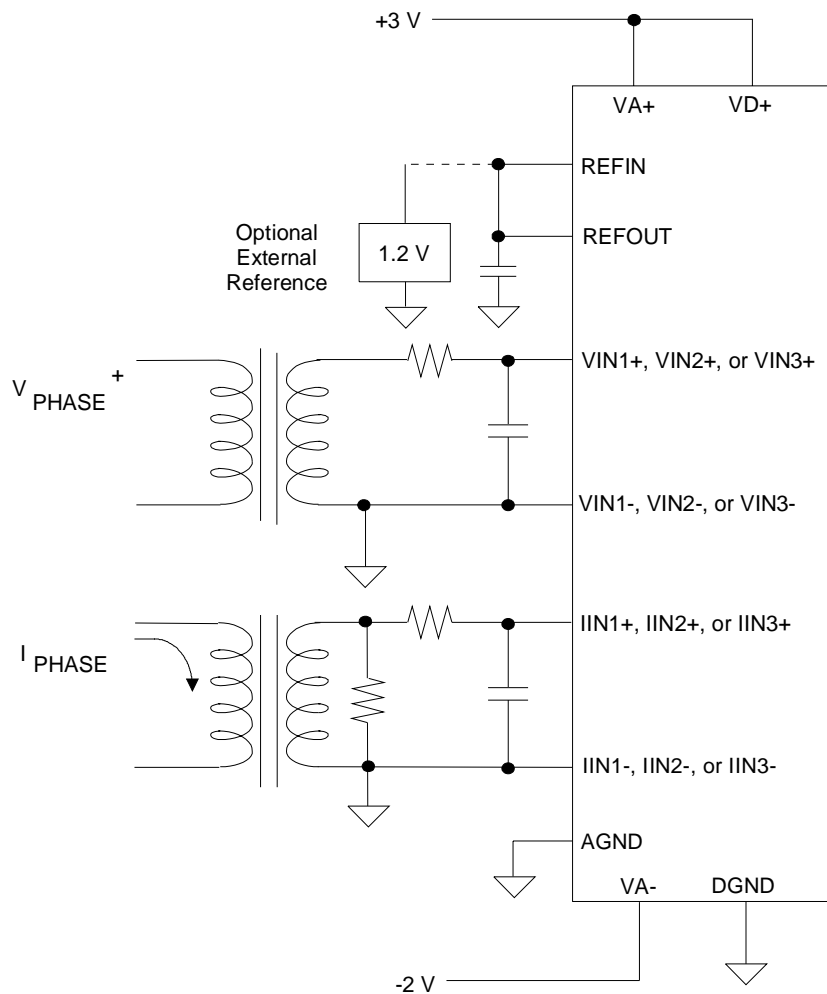 +3 V
VA+ VD+
REFIN
REFOUT
Optional
External
Reference
1.2 V
VIN1+, VIN2+, or VIN3+
V PHASE +
VIN1-, VIN2-, or VIN3-
IIN1+, IIN2+, or IIN3+
I PHASE
IIN1-, IIN2-, or IIN3-
AGND
VA- DGND
-2 V